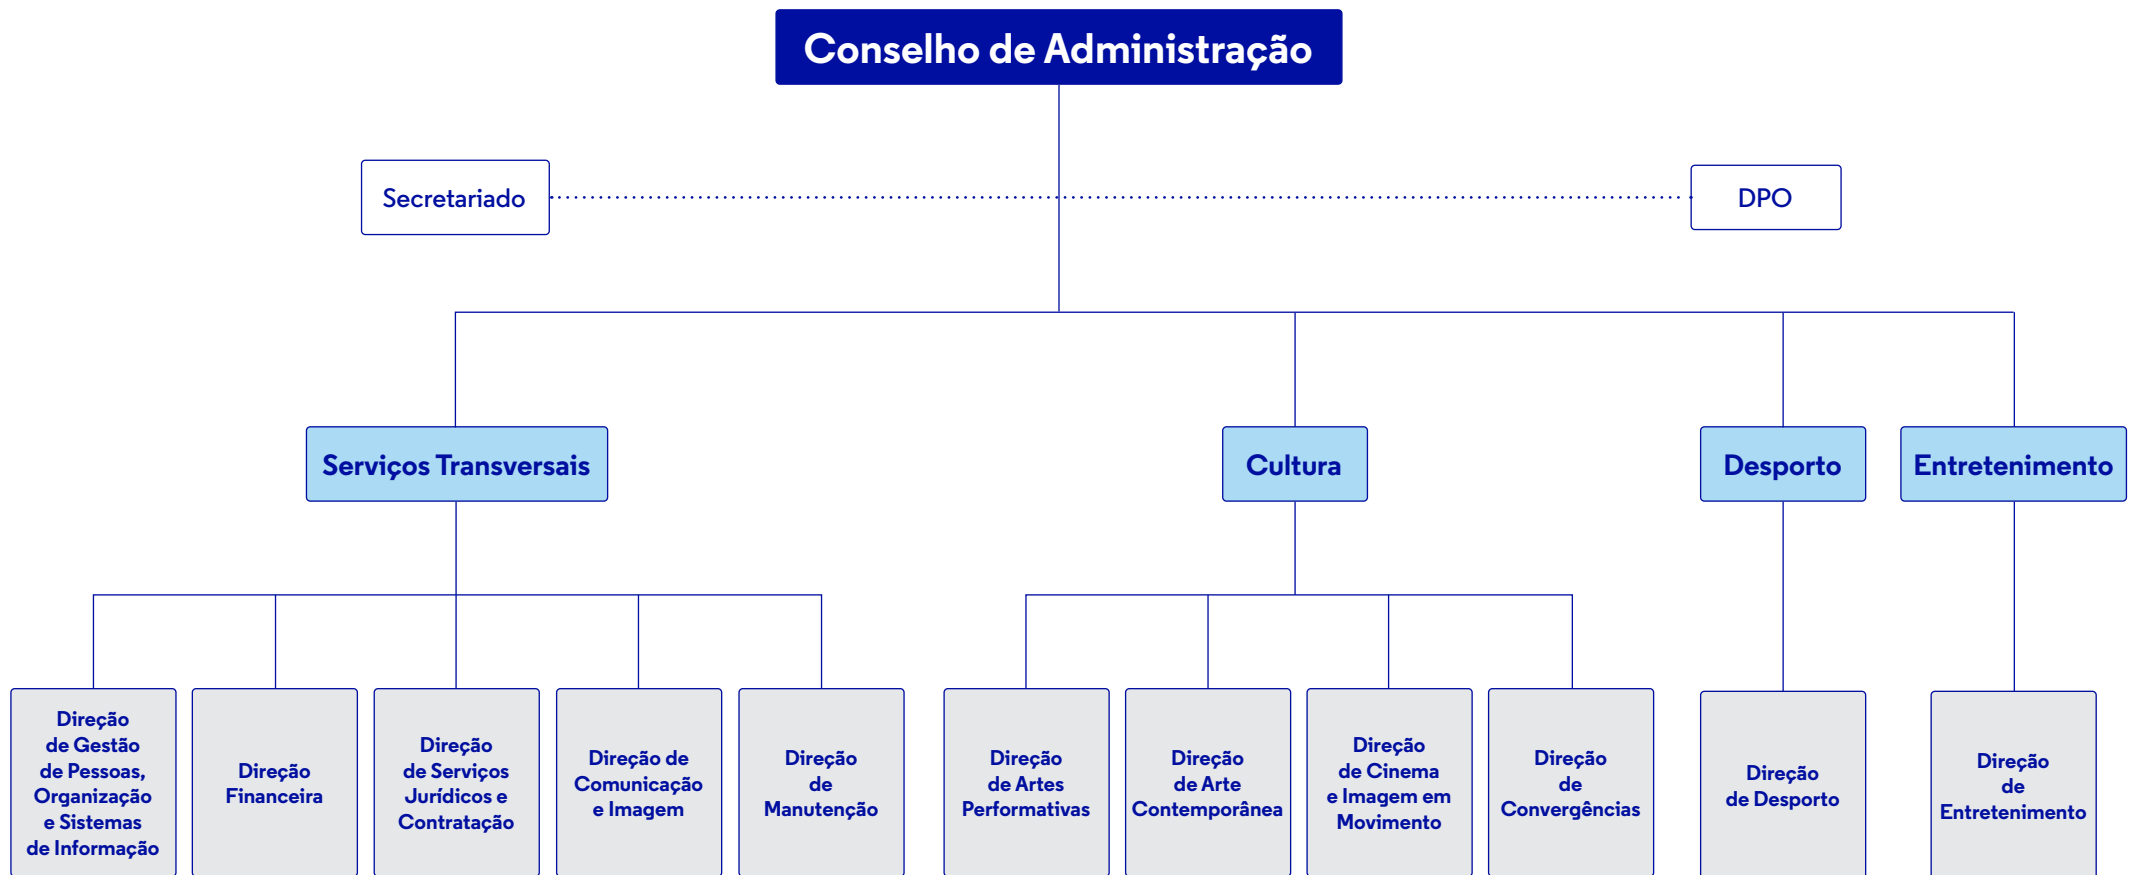 Conselho de Administração
Secretariado
DPO
Serviços Transversais
Cultura
Desporto
Entretenimento
Direção
de Gestão
de Pessoas,
Organização
e Sistemas
de Informação
Direção
Financeira
Direção
de Serviços
Jurídicos e
Contratação
Direção de
Comunicação
e Imagem
Direção
de
Manutenção
Direção
de Artes
Performativas
Direção
de Arte
Contemporânea
Direção
de Cinema
e Imagem em
Movimento
Direção
de
Convergências
Direção
de Desporto
Direção
de
Entretenimento